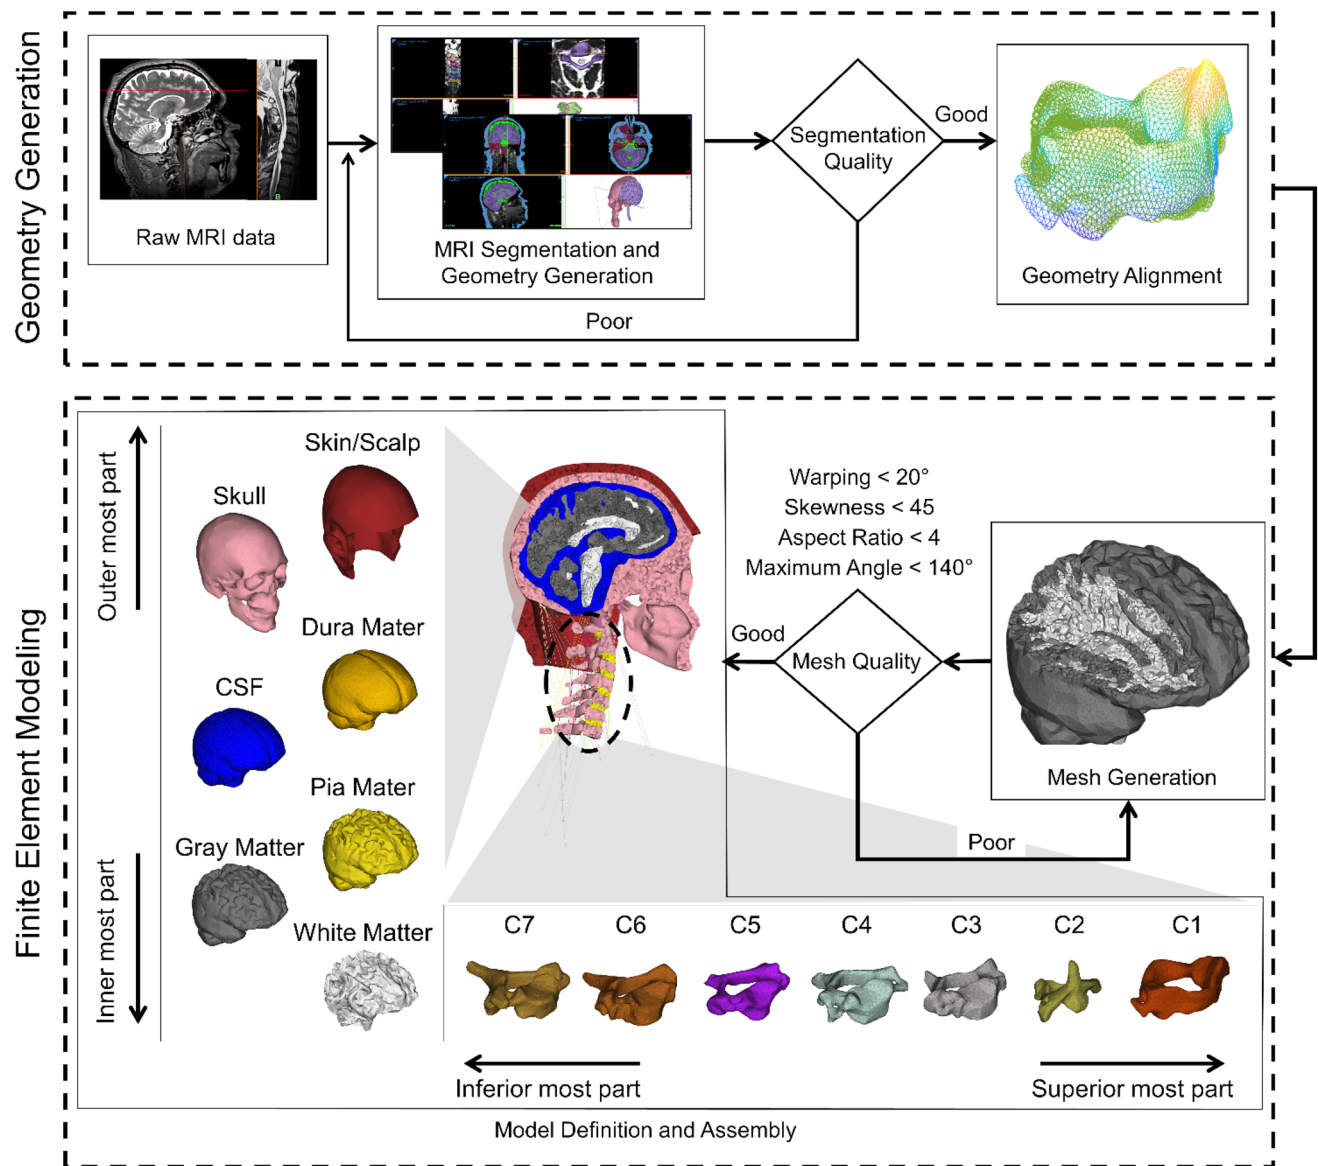 Geometry Generation
Raw MRI data
MRI Segmentation and
Geometry Generation
Segmentation
Quality
Good
Poor
Geometry Alignment
Finite Element Modeling
Outer most part
Inner most part
Skin/Scalp
Skull
Dura Mater
CSF
Pia Mater
Gray Matter
White Matter
Warping < 20°
Skewness < 45
Aspect Ratio < 4
Maximum Angle < 140°
Good
Mesh Quality
Mesh Generation
Poor
C7 C6 C5 C4 C3 C2 C1
Inferior most part
Superior most part
Model Definition and Assembly